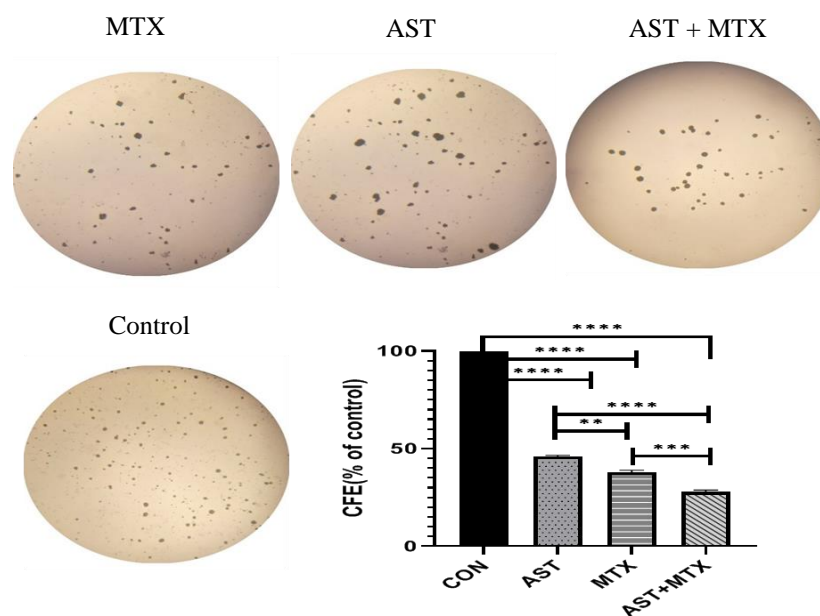 MTX
AST
AST + MTX
Control
CFE(% of control)
100
50
0
****
****
****
****
**
***
CON
AST
MTX
AST+MTX